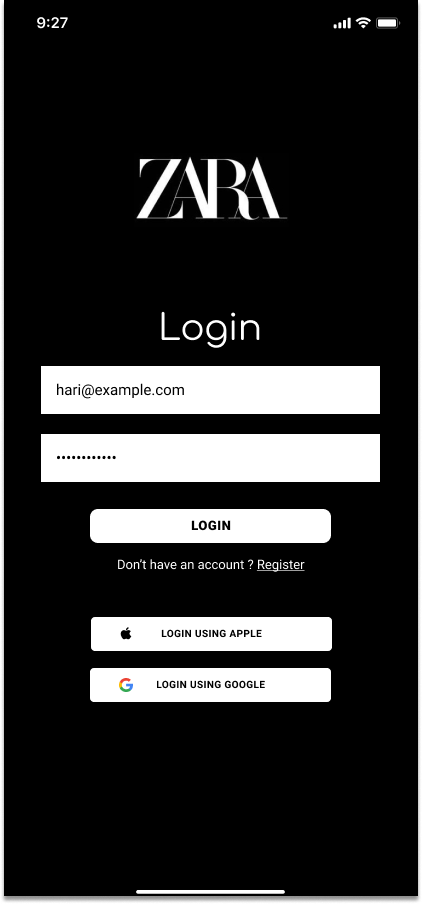 9:27
ZARA
Login
hari@example.com
••••••••••••
LOGIN
Don't have an account ? Register
LOGIN USING APPLE
LOGIN USING GOOGLE